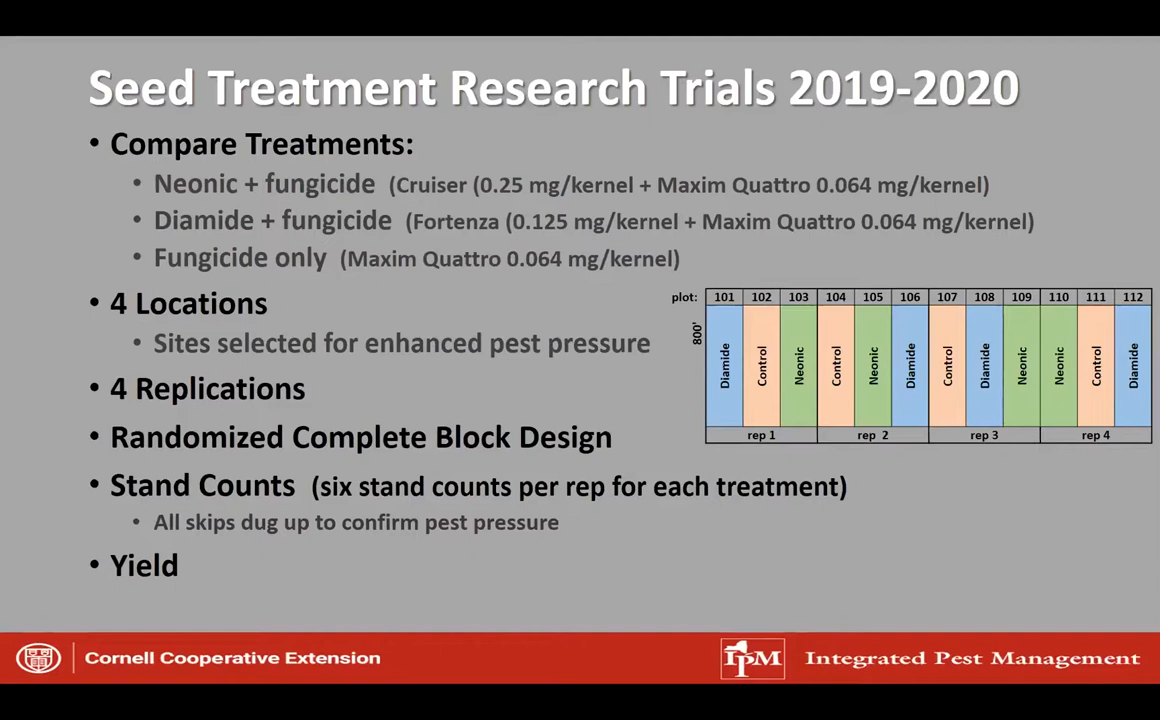 Seed Treatment Research Trials 2019-2020
• Compare Treatments:
• Neonic + fungicide (Cruiser (0.25 mg/kernel + Maxim Quattro 0.064 mg/kernel)
• Diamide + fungicide (Fortenza (0.125 mg/kernel + Maxim Quattro 0.064 mg/kernel)
• Fungicide only (Maxim Quattro 0.064 mg/kernel)
• 4 Locations
• Sites selected for enhanced pest pressure
• 4 Replications
• Randomized Complete Block Design
• Stand Counts (six stand counts per rep for each treatment)
• All skips dug up to confirm pest pressure
• Yield
plot: 101 102 103 104 105 106 107 108 109 110 111 112
800'
Diamide Control Neonic Control Neonic Diamide Control Diamide Neonic Neonic Control Diamide
rep 1 rep 2 rep 3 rep 4
Cornell Cooperative Extension
IPM Integrated Pest Management